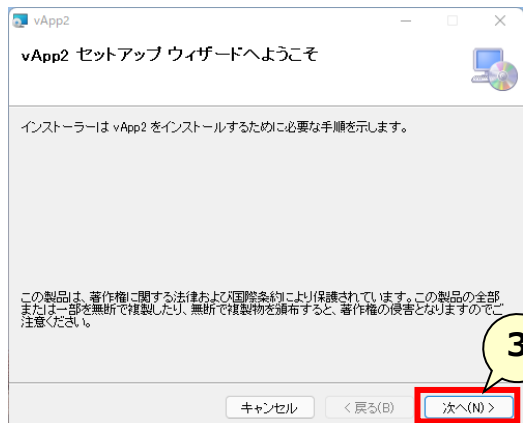 vApp2
vApp2 セットアップ ウィザードへようこそ
インストーラーは vApp2 をインストールするために必要な手順を示します。
この製品は、著作権に関する法律および国際条約により保護されています。この製品の全部
または一部を無断で複製したり、無断で複製物を頒布すると、著作権の侵害となりますのでご
注意ください。
3
キャンセル
< 戻る(B)
次へ(N) >